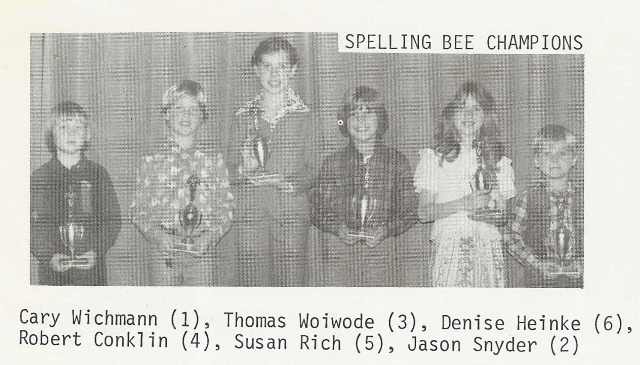 SPELLING BEE CHAMPIONS
Cary Wichmann (1), Thomas Woiwode (3), Denise Heinke (6),
Robert Conklin (4), Susan Rich (5), Jason Snyder (2)